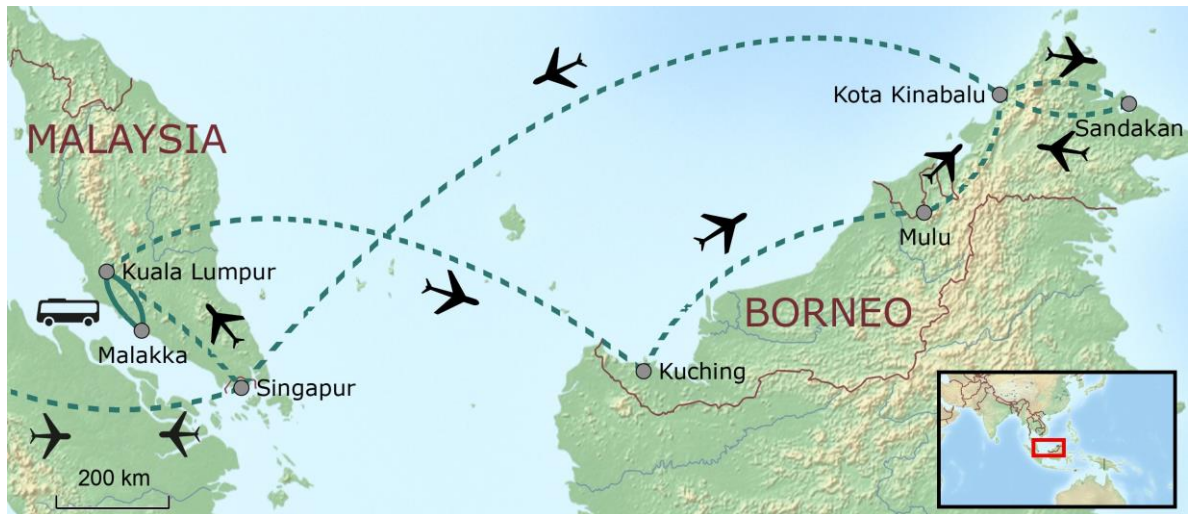 Kota Kinabalu
Sandakan
MALAYSIA
Mulu
Kuala Lumpur
BORNEO
Malakka
Kuching
Singapur
200 km